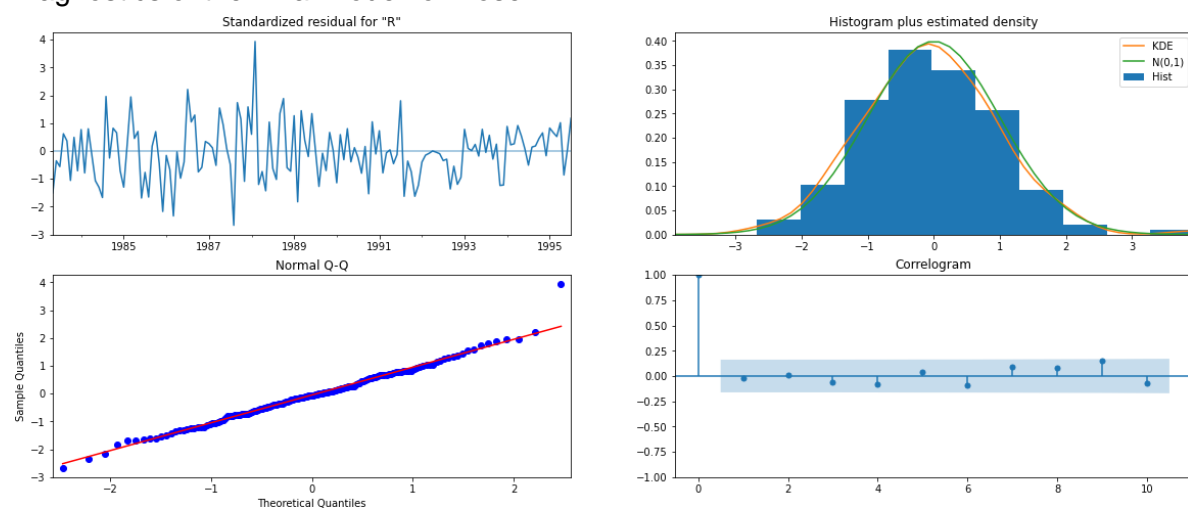 Standardized residual for "R"
4
3
2
1
0
−1
−2
−3
1985 1987 1989 1991 1993 1995
Histogram plus estimated density
KDE
N(0,1)
Hist
0.40
0.35
0.30
0.25
0.20
0.15
0.10
0.05
0.00
−3 −2 −1 0 1 2 3
Normal Q-Q
Sample Quantiles
4
3
2
1
0
−1
−2
−3
−2 −1 0 1 2
Theoretical Quantiles
Correlogram
1.00
0.75
0.50
0.25
0.00
−0.25
−0.50
−0.75
−1.00
0 2 4 6 8 10